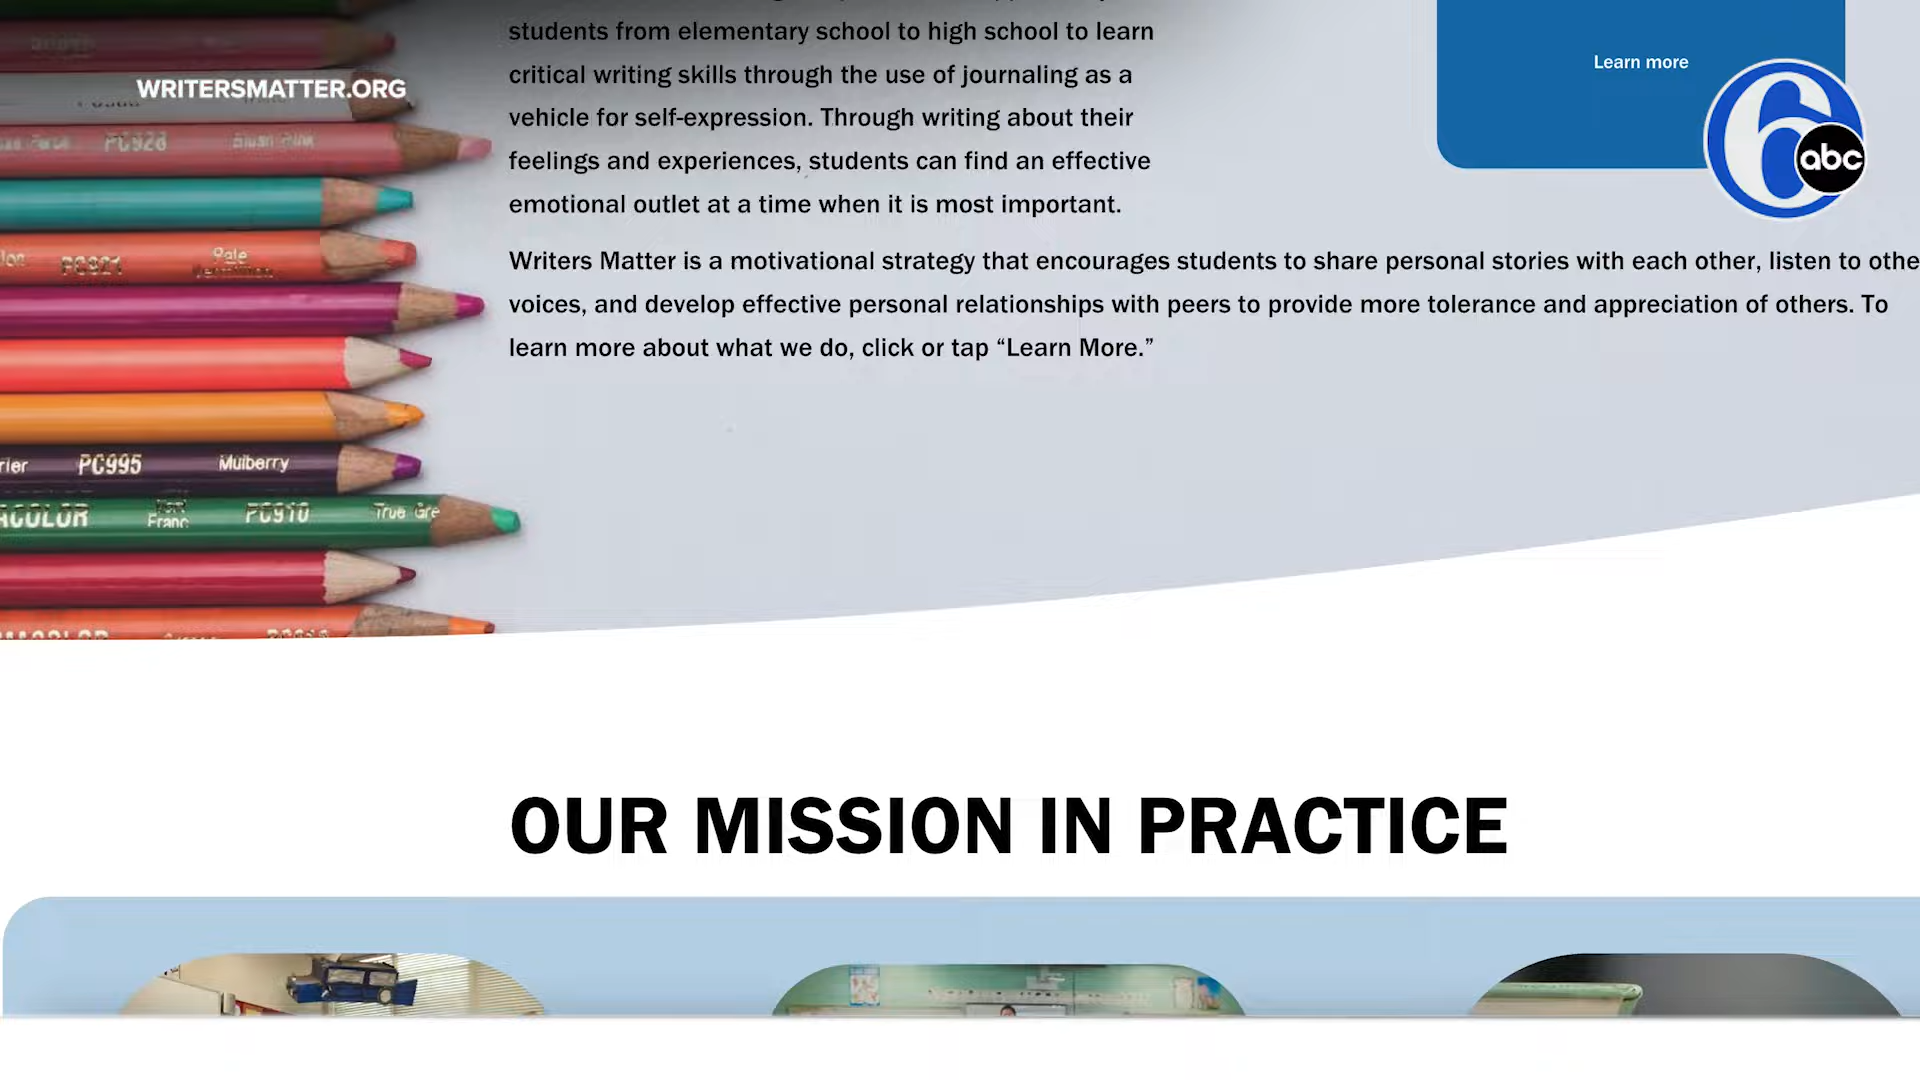 WRITERSMATTER.ORG
students from elementary school to high school to learn
critical writing skills through the use of journaling as a
vehicle for self-expression. Through writing about their
feelings and experiences, students can find an effective
emotional outlet at a time when it is most important.
Writers Matter is a motivational strategy that encourages students to share personal stories with each other, listen to othe
voices, and develop effective personal relationships with peers to provide more tolerance and appreciation of others. To
learn more about what we do, click or tap “Learn More.”
Learn more
6 abc
PC928 Blush Pink
PC921 Pale
rier PC995 Mulberry
ACOLOR Franc PC910 True Gre
OUR MISSION IN PRACTICE